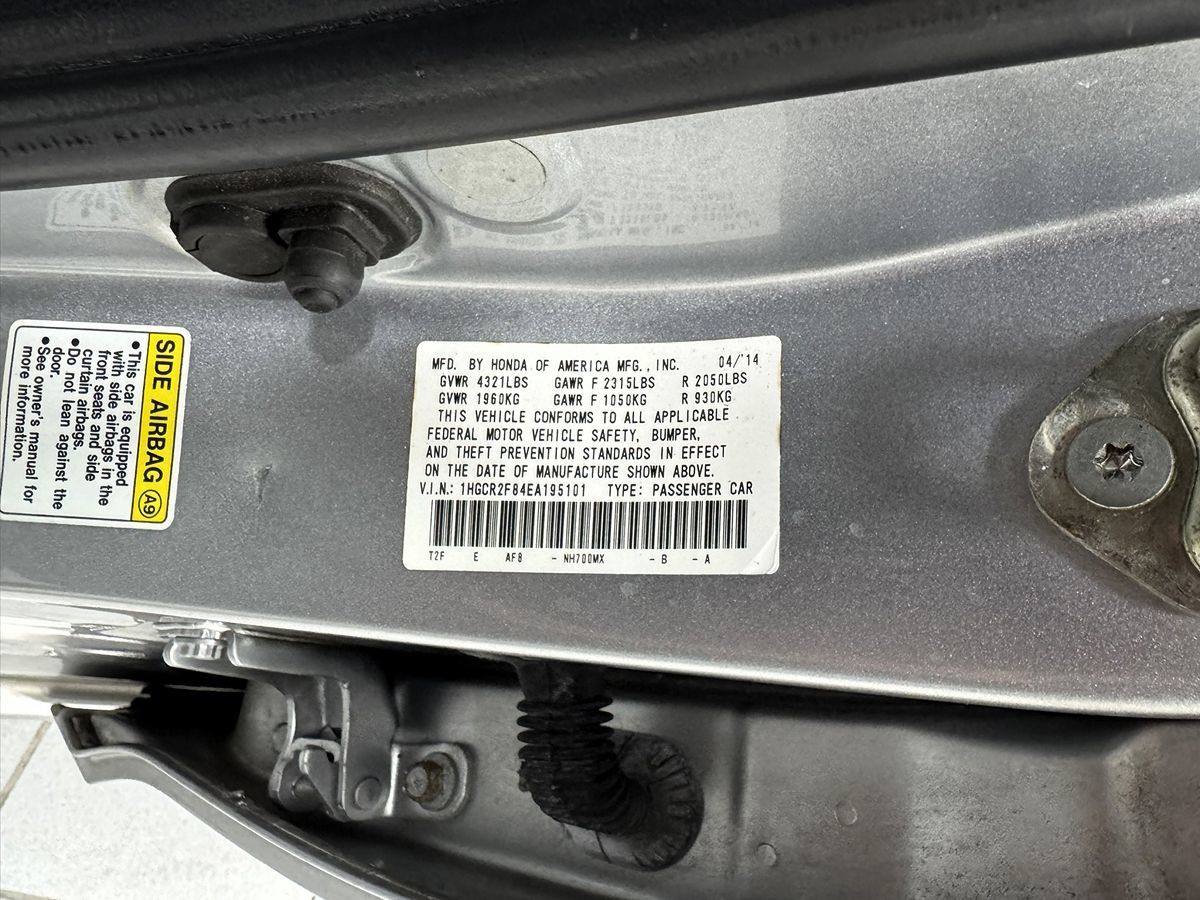 SIDE AIRBAG A9
•This car is equipped
with side airbags in the
front seats and side
curtain airbags.
•Do not lean against the
door.
•See owner's manual for
more information.
MFD. BY HONDA OF AMERICA MFG., INC. 04/'14
GVWR 4321LBS GAWR F 2315LBS R 2050LBS
GVWR 1960KG GAWR F 1050KG R 930KG
THIS VEHICLE CONFORMS TO ALL APPLICABLE
FEDERAL MOTOR VEHICLE SAFETY, BUMPER,
AND THEFT PREVENTION STANDARDS IN EFFECT
ON THE DATE OF MANUFACTURE SHOWN ABOVE.
V.I.N.: 1HGCR2F84EA195101 TYPE: PASSENGER CAR
T2F E AF8 - NH700MX - B - A